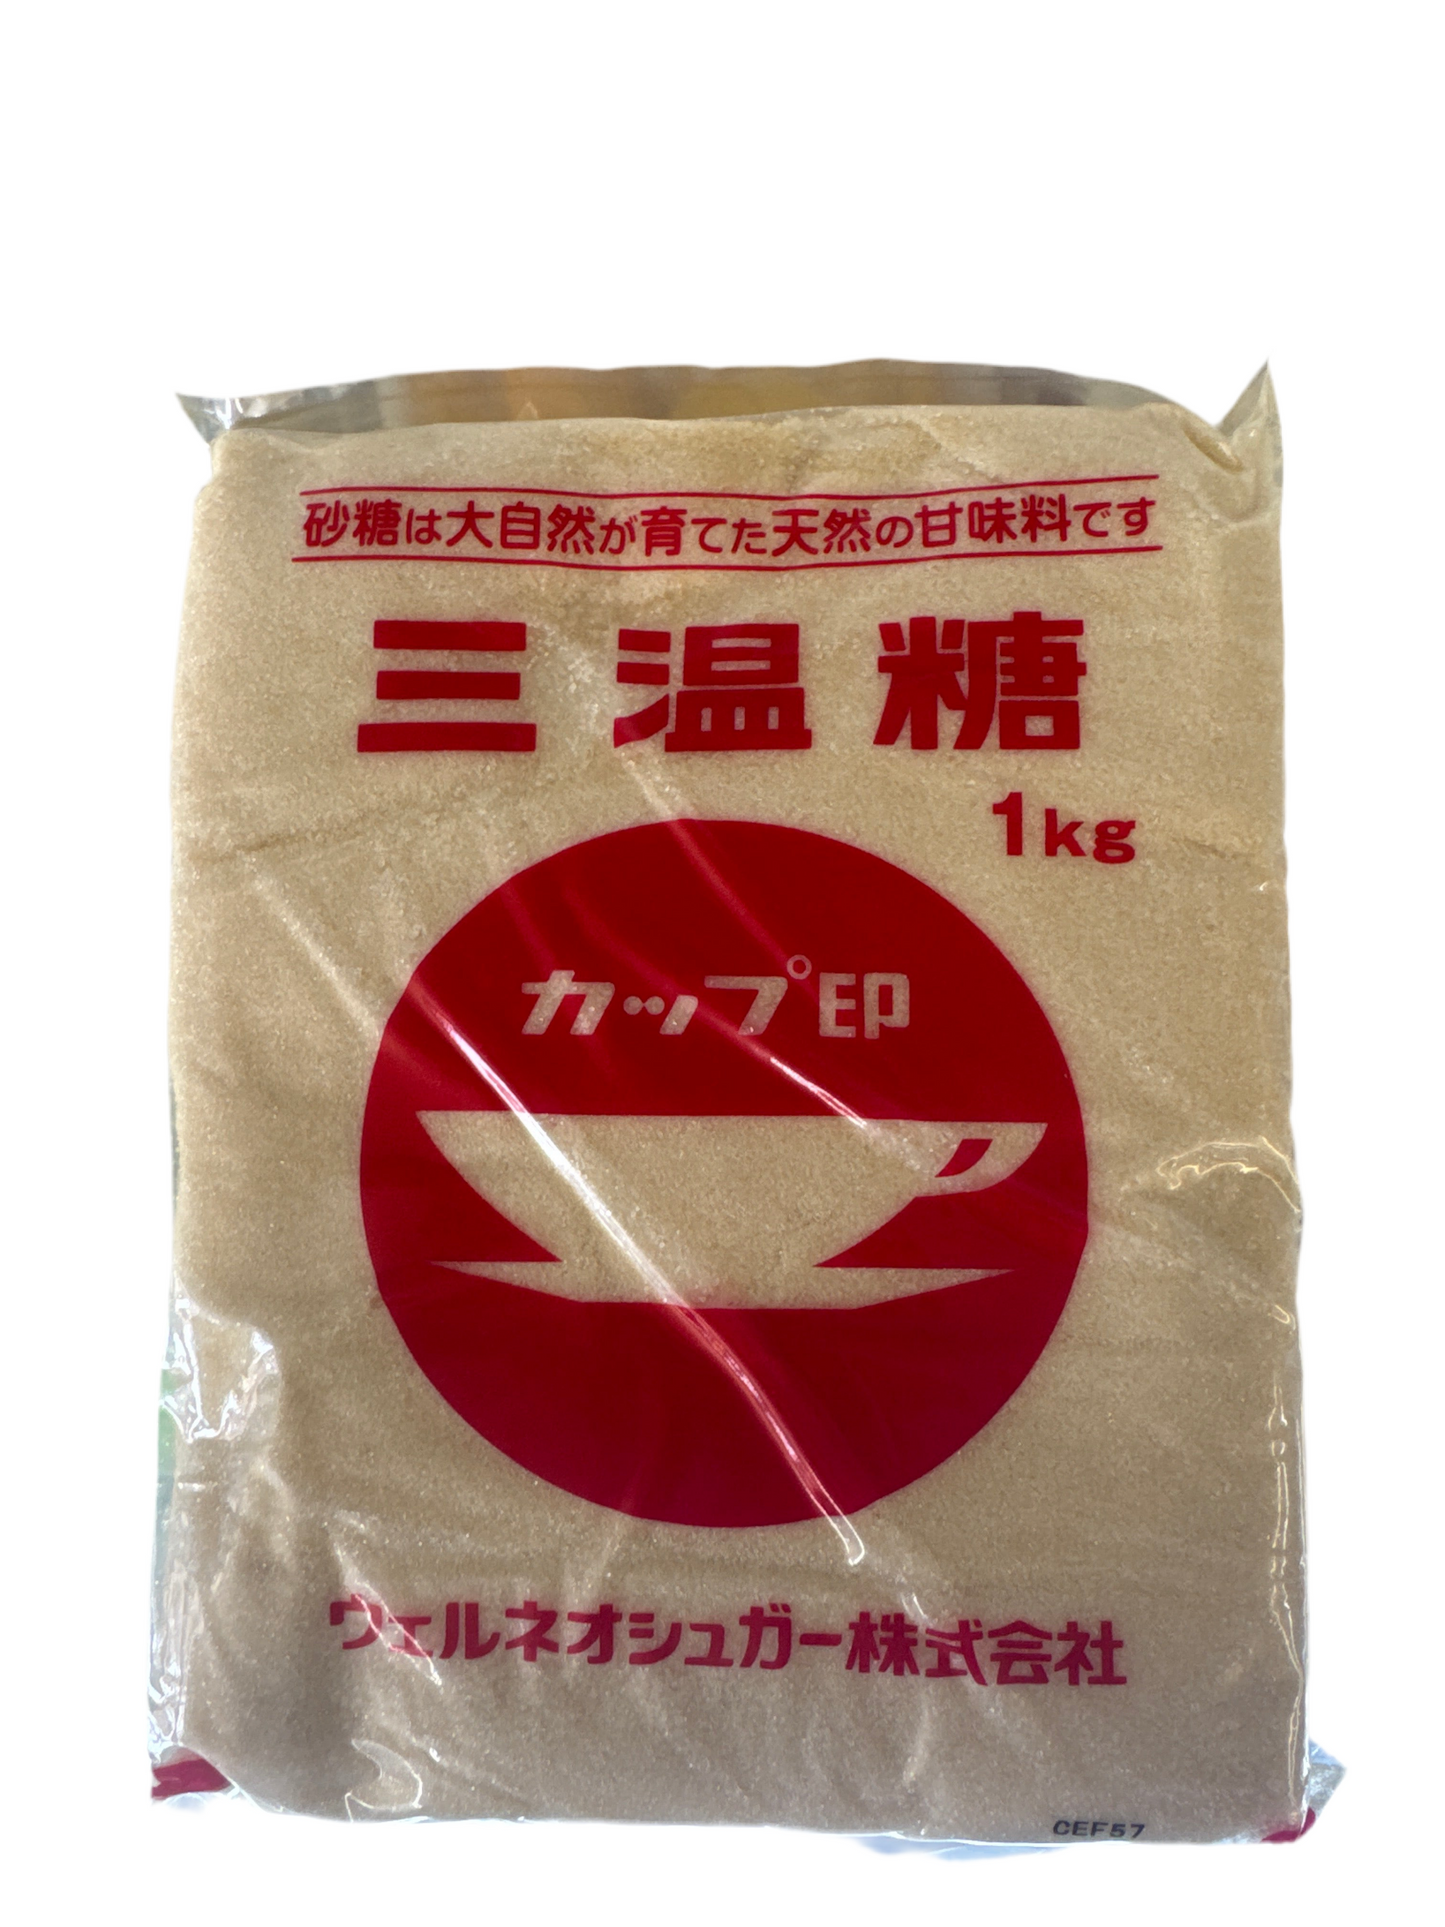 砂糖は大自然が育てた天然の甘味料です
三温糖
1kg
カップ印
ウェルネオシュガー株式会社
CEF57